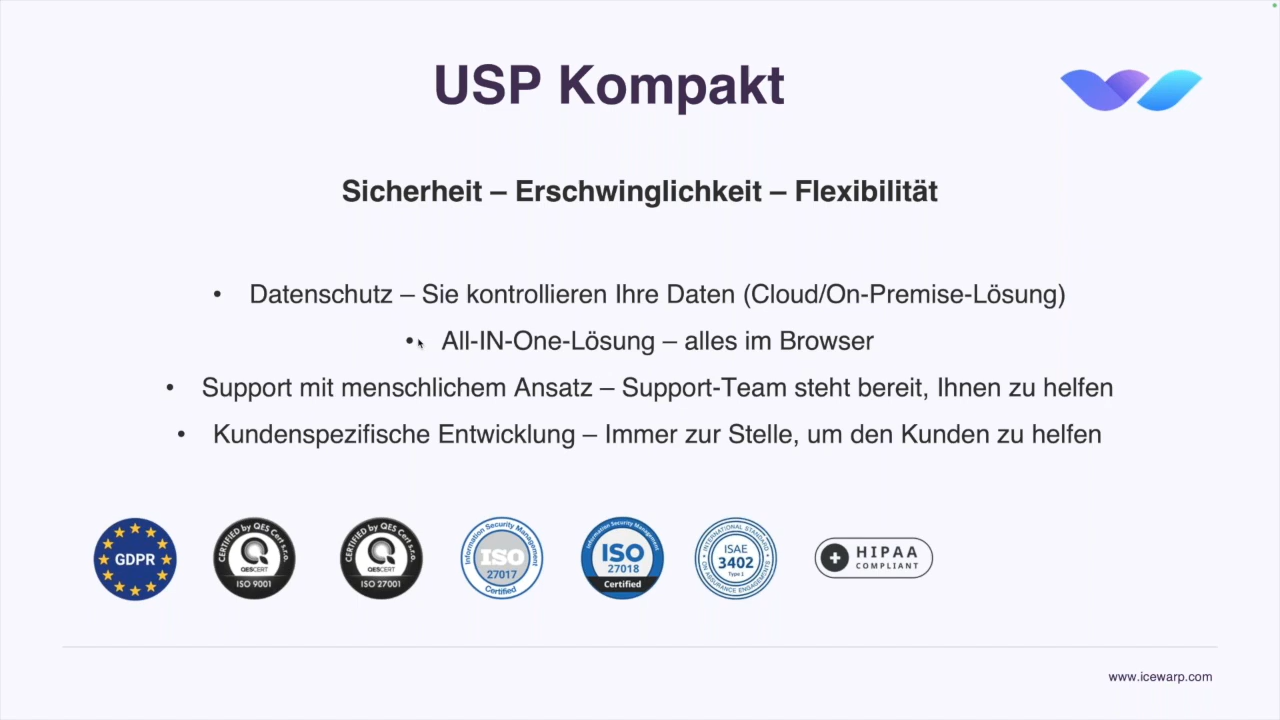 USP Kompakt
Sicherheit – Erschwinglichkeit – Flexibilität
• Datenschutz – Sie kontrollieren Ihre Daten (Cloud/On-Premise-Lösung)
• All-IN-One-Lösung – alles im Browser
• Support mit menschlichem Ansatz – Support-Team steht bereit, Ihnen zu helfen
• Kundenspezifische Entwicklung – Immer zur Stelle, um den Kunden zu helfen
GDPR
CERTIFIED by QES Cert s.r.o.
QESCERT
ISO 9001
CERTIFIED by QES Cert s.r.o.
QESCERT
ISO 27001
Information Security Management
ISO
27017
Certified
Information Security Management
ISO
27018
Certified
INTERNATIONAL STANDARD
ISAE
3402
Type 1
ON ASSURANCE ENGAGEMENTS
HIPAA
COMPLIANT
www.icewarp.com